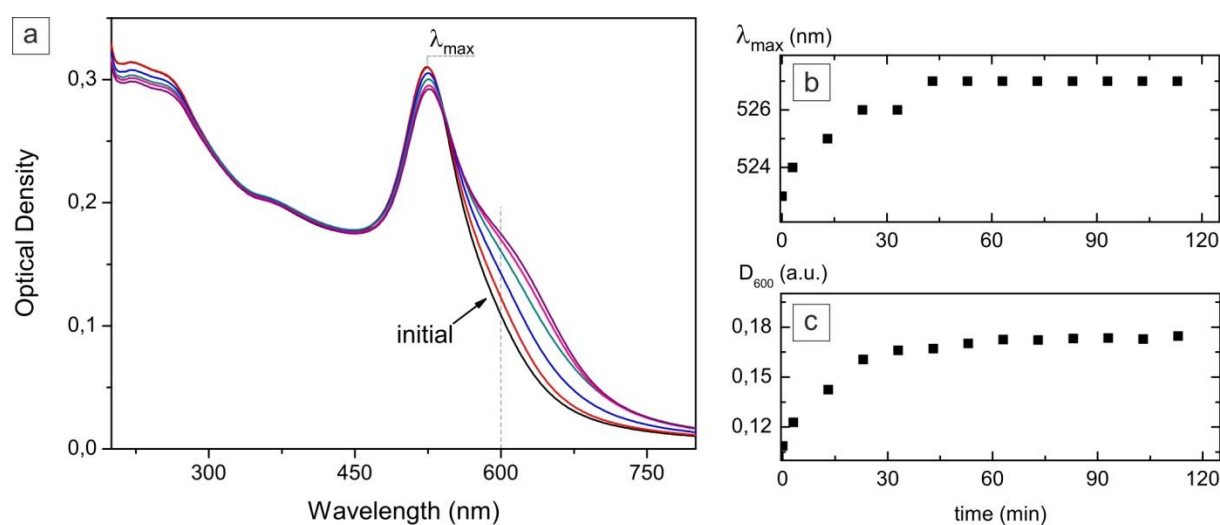 a
λmax
0,3
0,2
0,1
0,0
Optical Density
initial
300
450
600
750
Wavelength (nm)
λmax (nm)
b
526
524
0
30
60
90
120
D600 (a.u.)
c
0,18
0,15
0,12
0
30
60
90
120
time (min)